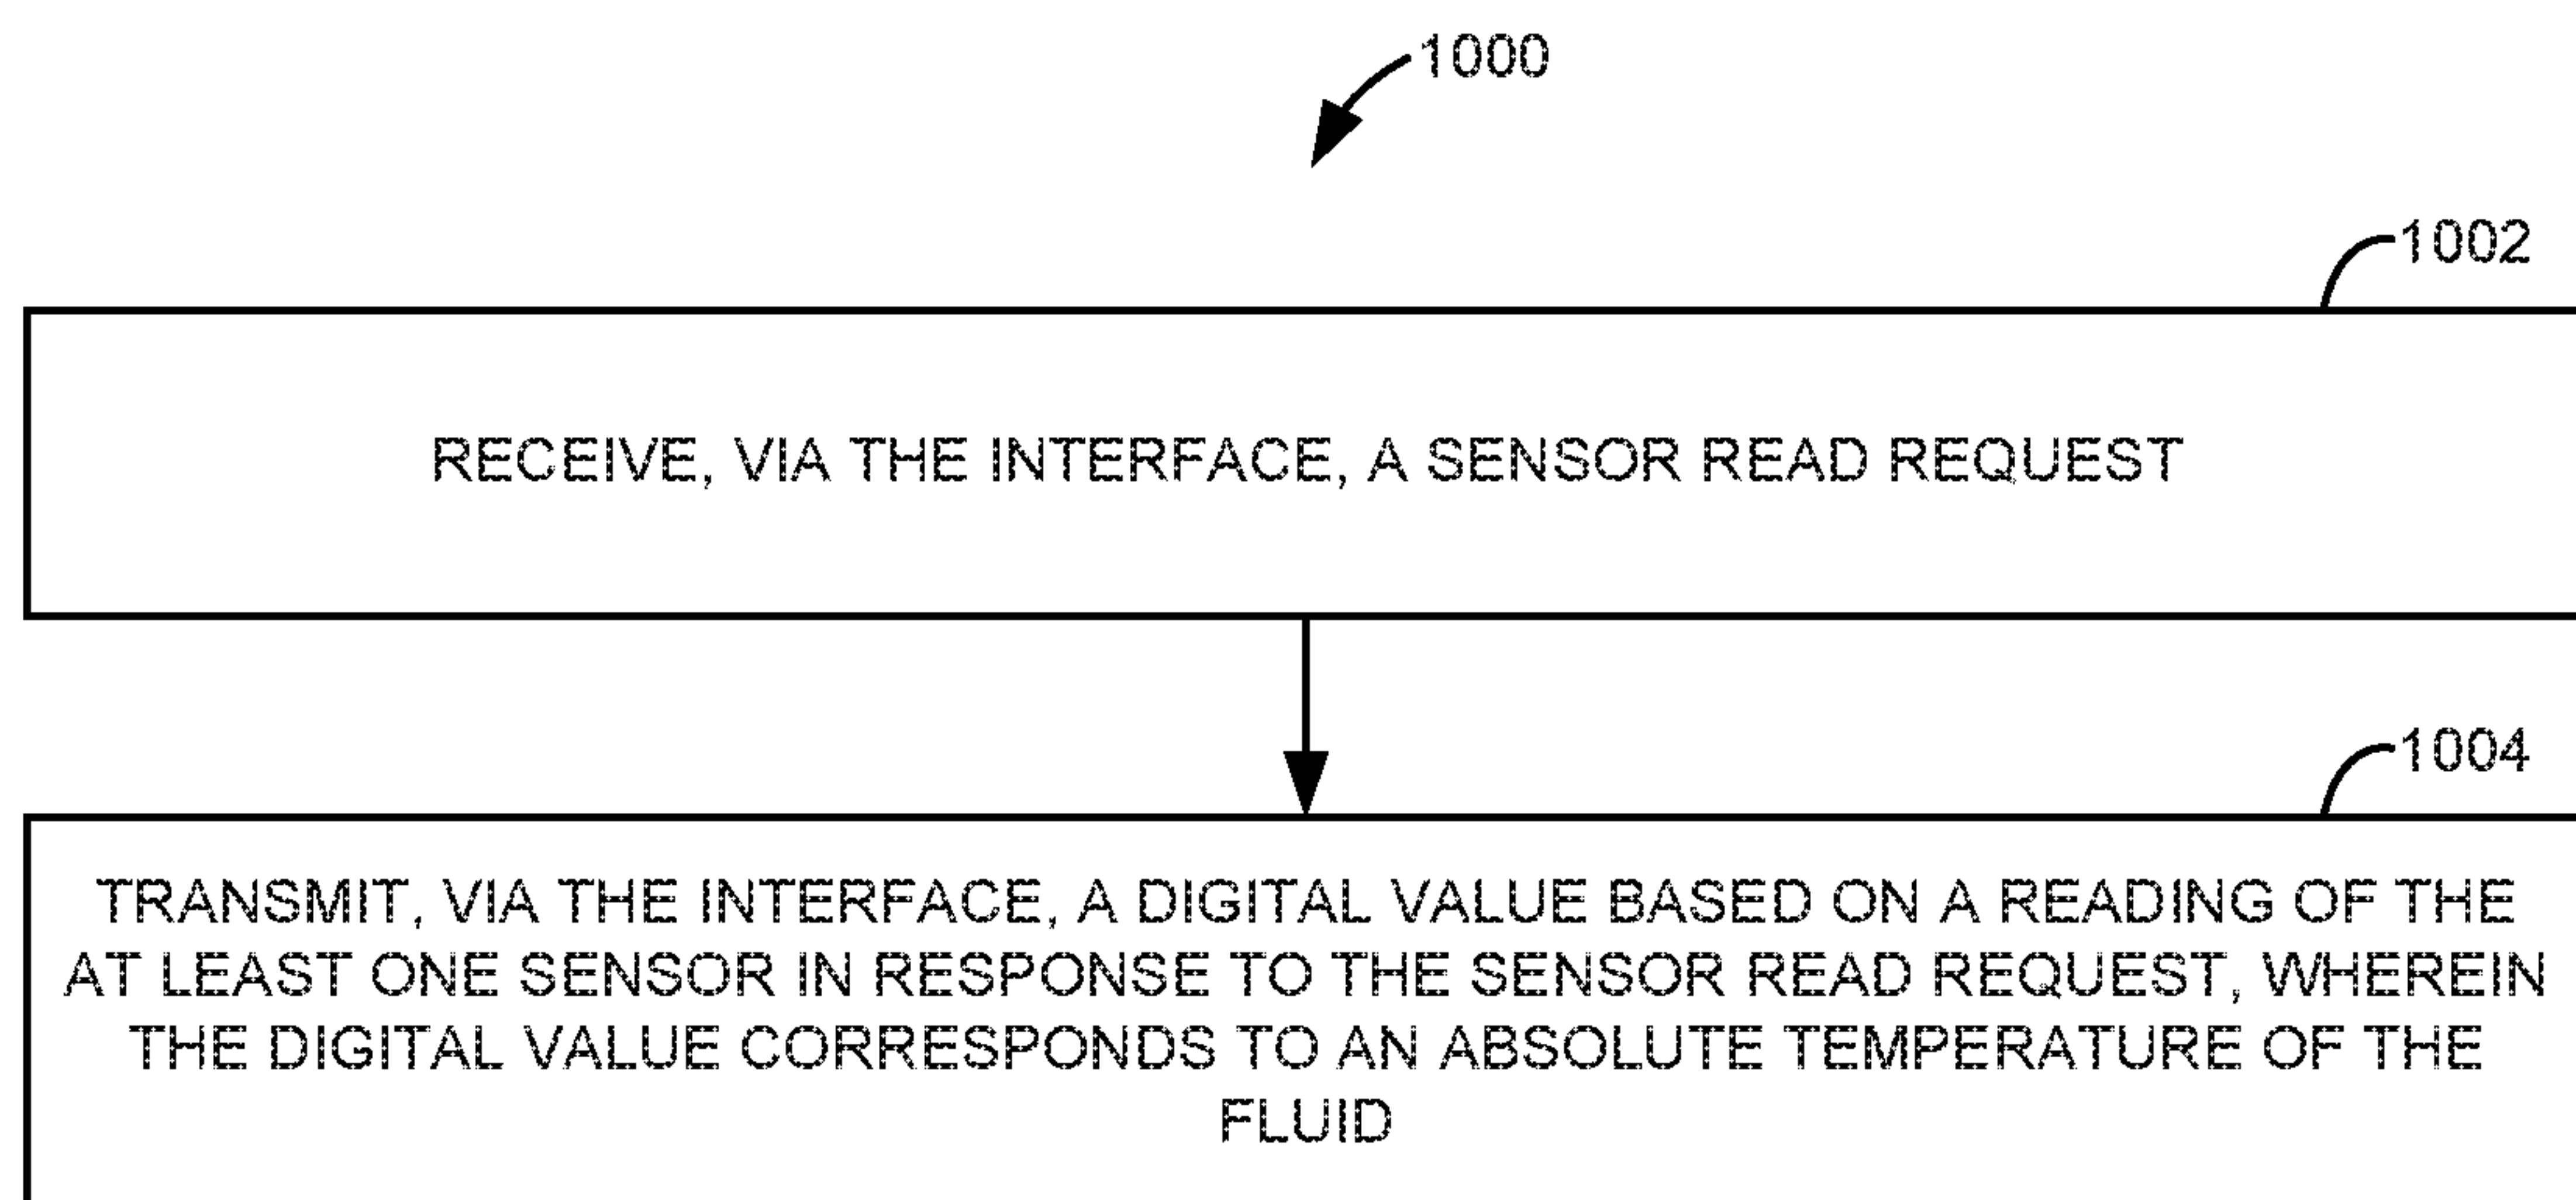 1000
1002
RECEIVE, VIA THE INTERFACE, A SENSOR READ REQUEST
1004
TRANSMIT, VIA THE INTERFACE, A DIGITAL VALUE BASED ON A READING OF THE
AT LEAST ONE SENSOR IN RESPONSE TO THE SENSOR READ REQUEST, WHEREIN
THE DIGITAL VALUE CORRESPONDS TO AN ABSOLUTE TEMPERATURE OF THE
FLUID